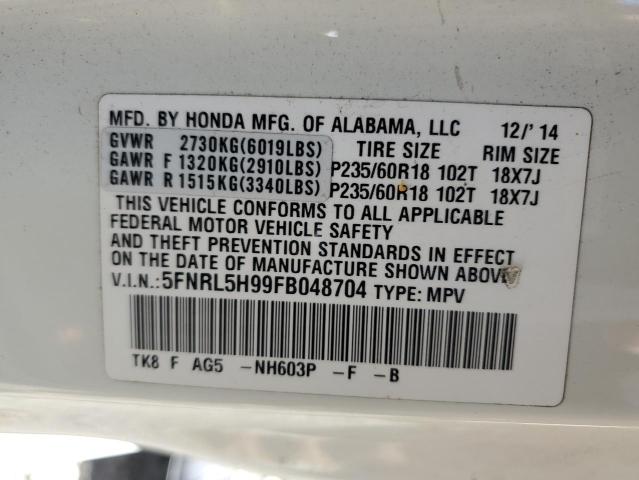 MFD. BY HONDA MFG. OF ALABAMA, LLC 12/'14
GVWR 2730KG(6019LBS) TIRE SIZE RIM SIZE
GAWR F 1320KG(2910LBS) P235/60R18 102T 18X7J
GAWR R 1515KG(3340LBS) P235/60R18 102T 18X7J
THIS VEHICLE CONFORMS TO ALL APPLICABLE
FEDERAL MOTOR VEHICLE SAFETY
AND THEFT PREVENTION STANDARDS IN EFFECT
ON THE DATE OF MANUFACTURE SHOWN ABOVE
V.I.N.:5FNRL5H99FB048704 TYPE: MPV
TK8 F AG5 -NH603P -F -B